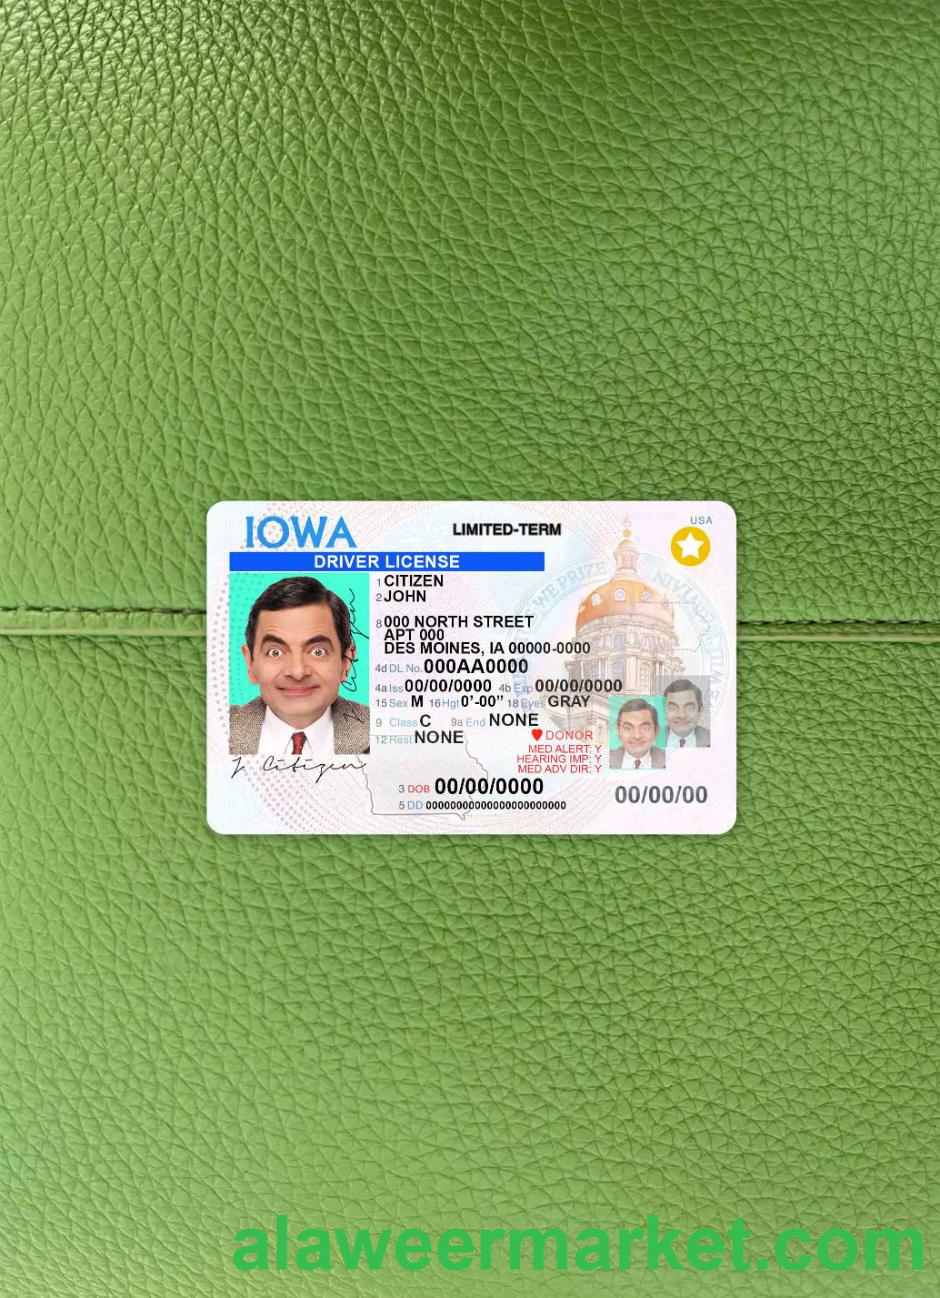 IOWA
LIMITED-TERM
USA
DRIVER LICENSE
1 CITIZEN
2 JOHN
8 000 NORTH STREET
APT 000
DES MOINES, IA 00000-0000
4d DL No. 000AA0000
4a Iss 00/00/0000 4b Exp 00/00/0000
15 Sex M 16 Hgt 0'-00" 18 Eyes GRAY
9 Class C 9a End NONE
12 Rest NONE
DONOR
MED ALERT: Y
HEARING IMP: Y
MED ADV DIR: Y
J Citizen
3 DOB 00/00/0000
00/00/00
5 DD 0000000000000000000000
alaweermarket.com